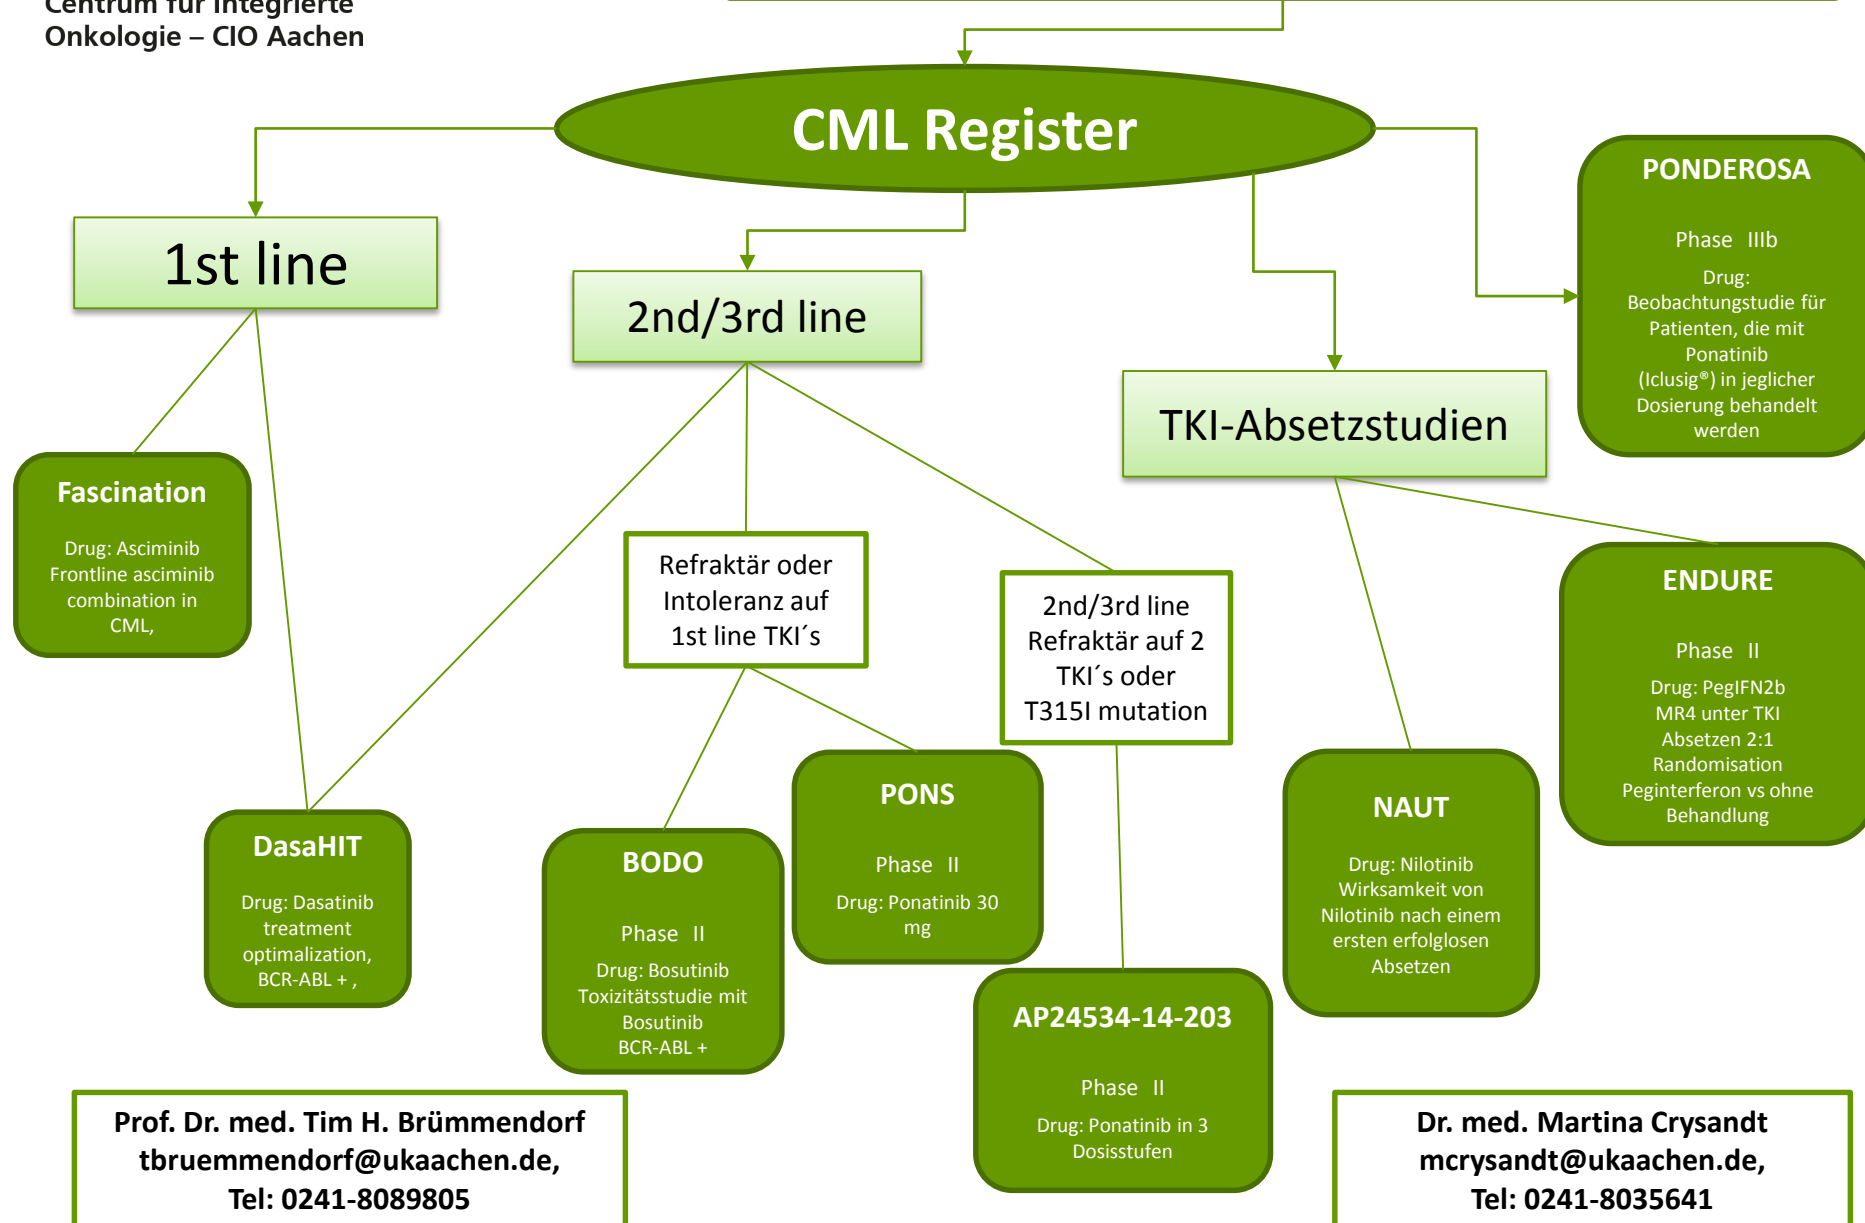 Centrum für Integrierte
Onkologie – CIO Aachen
CML Register
1st line
2nd/3rd line
TKI-Absetzstudien
PONDEROSA
Phase IIIb
Drug:
Beobachtungstudie für
Patienten, die mit
Ponatinib
(Iclusig®) in jeglicher
Dosierung behandelt
werden
Fascination
Drug: Asciminib
Frontline asciminib
combination in
CML,
Refraktär oder
Intoleranz auf
1st line TKI´s
2nd/3rd line
Refraktär auf 2
TKI´s oder
T315I mutation
ENDURE
Phase II
Drug: PegIFN2b
MR4 unter TKI
Absetzen 2:1
Randomisation
Peginterferon vs ohne
Behandlung
DasaHIT
Drug: Dasatinib
treatment
optimalization,
BCR-ABL + ,
BODO
Phase II
Drug: Bosutinib
Toxizitätsstudie mit
Bosutinib
BCR-ABL +
PONS
Phase II
Drug: Ponatinib 30
mg
AP24534-14-203
Phase II
Drug: Ponatinib in 3
Dosisstufen
NAUT
Drug: Nilotinib
Wirksamkeit von
Nilotinib nach einem
ersten erfolglosen
Absetzen
Prof. Dr. med. Tim H. Brümmendorf
tbruemmendorf@ukaachen.de,
Tel: 0241-8089805
Dr. med. Martina Crysandt
mcrysandt@ukaachen.de,
Tel: 0241-8035641